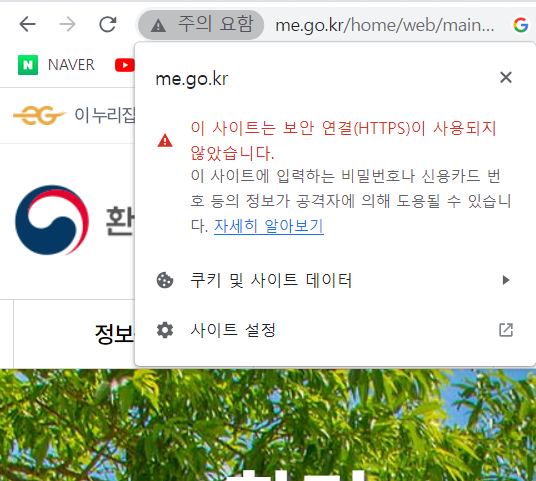 주의 요함
me.go.kr/home/web/main...
NAVER
me.go.kr
이누리집
이 사이트는 보안 연결(HTTPS)이 사용되지
않았습니다.
이 사이트에 입력하는 비밀번호나 신용카드 번
호 등의 정보가 공격자에 의해 도용될 수 있습니
다. 자세히 알아보기
환
쿠키 및 사이트 데이터
사이트 설정
정보